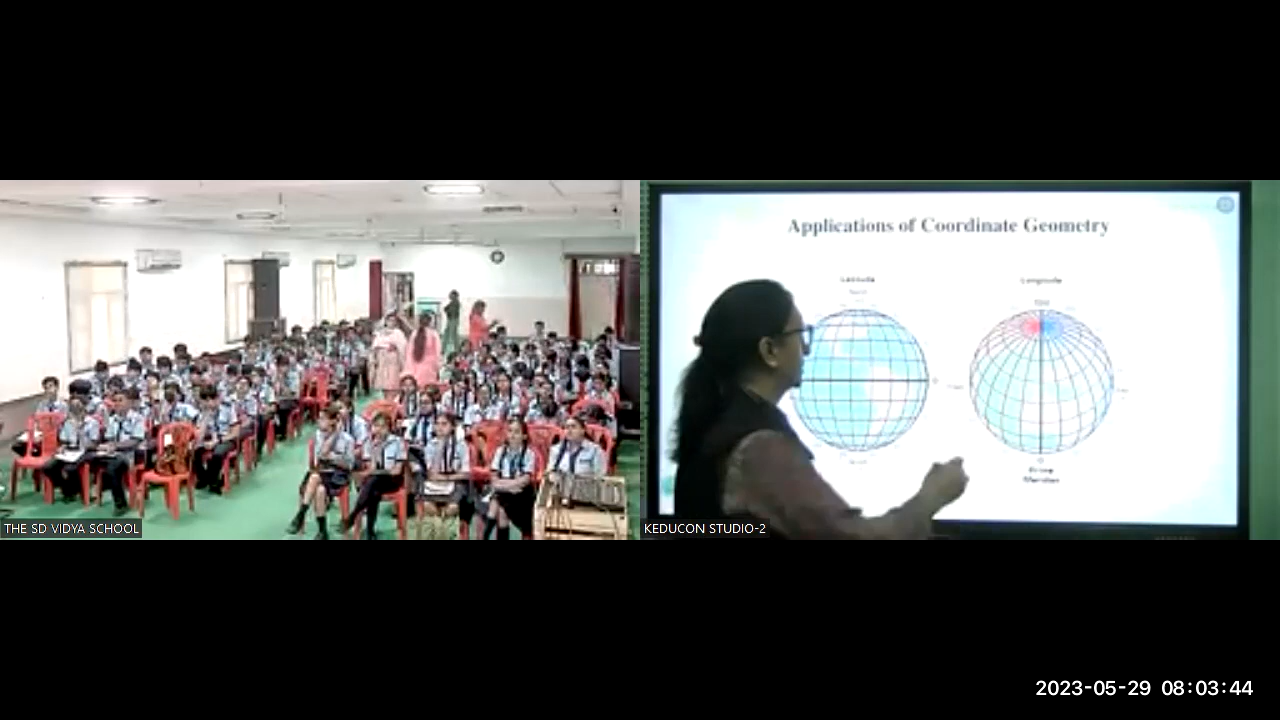 Applications of Coordinate Geometry
Latitude
Longitude
North
Prime
Meridian
THE SD VIDYA SCHOOL
KEDUCON STUDIO-2
2023-05-29 08:03:44